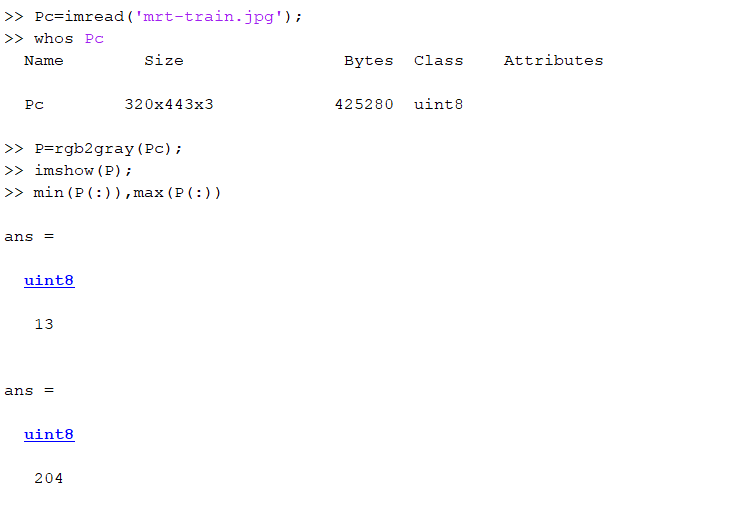 >> Pc=imread('mrt-train.jpg');
>> whos Pc
  Name        Size                Bytes  Class    Attributes
  Pc        320x443x3            425280  uint8
>> P=rgb2gray(Pc);
>> imshow(P);
>> min(P(:)),max(P(:))
ans =
  uint8
   13
ans =
  uint8
   204